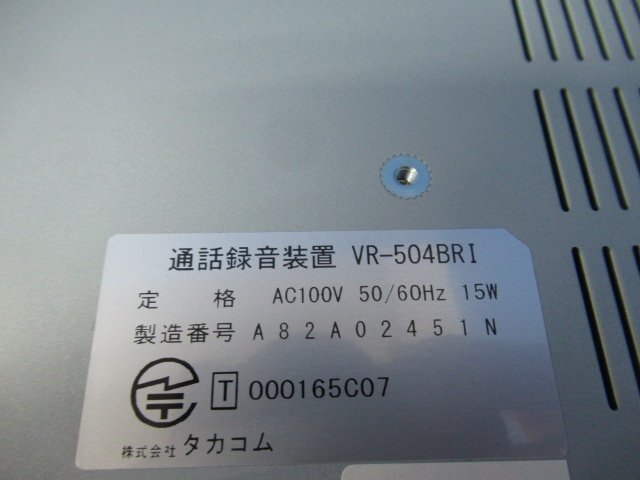 通話録音装置 VR-504BRI
定 格 AC100V 50/60Hz 15W
製造番号 A82A02451N
T 000165C07
株式会社 タカコム